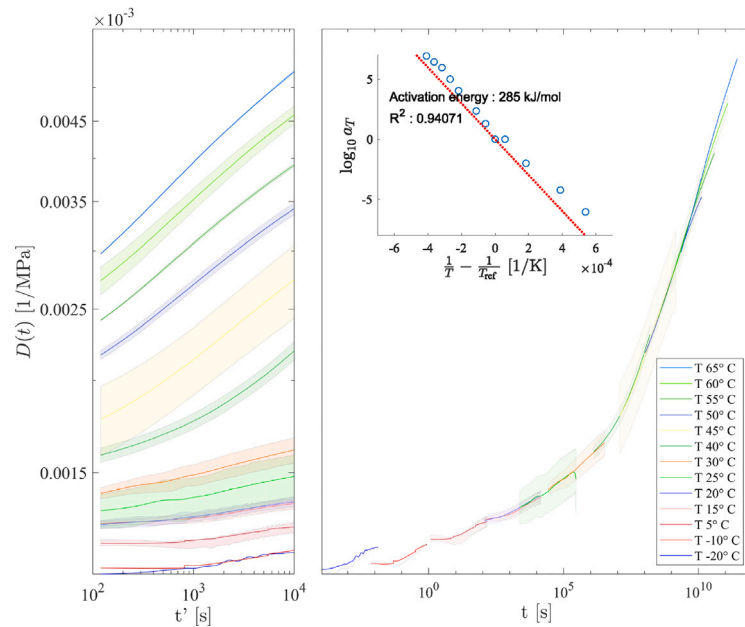 ×10⁻³
0.0045
0.0035
0.0025
0.0015
D(t) [1/MPa]
10² 10³ 10⁴
t' [s]
5
0
-5
log₁₀ a_T
Activation energy : 285 kJ/mol
R² : 0.94071
-6 -4 -2 0 2 4 6
×10⁻⁴
1/T − 1/T_ref [1/K]
T 65° C
T 60° C
T 55° C
T 50° C
T 45° C
T 40° C
T 30° C
T 25° C
T 20° C
T 15° C
T 5° C
T -10° C
T -20° C
10⁰ 10⁵ 10¹⁰
t [s]